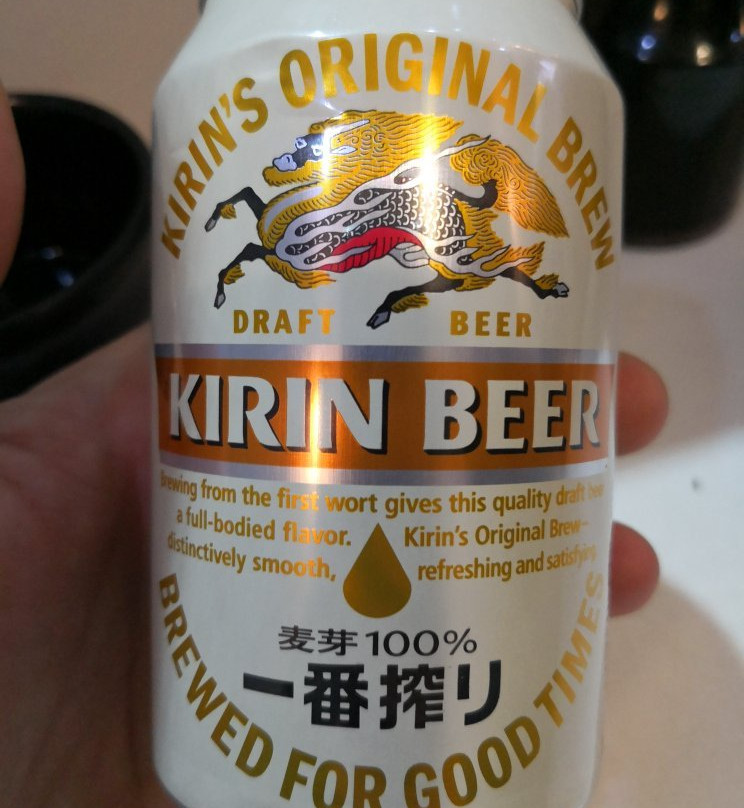 KIRIN'S ORIGINAL BREW
DRAFT BEER
KIRIN BEER
Brewing from the first wort gives this quality draft beer
a full-bodied flavor. Kirin's Original Brew–
distinctively smooth, refreshing and satisfying.
麦芽100%
一番搾り
BREWED FOR GOOD TIMES